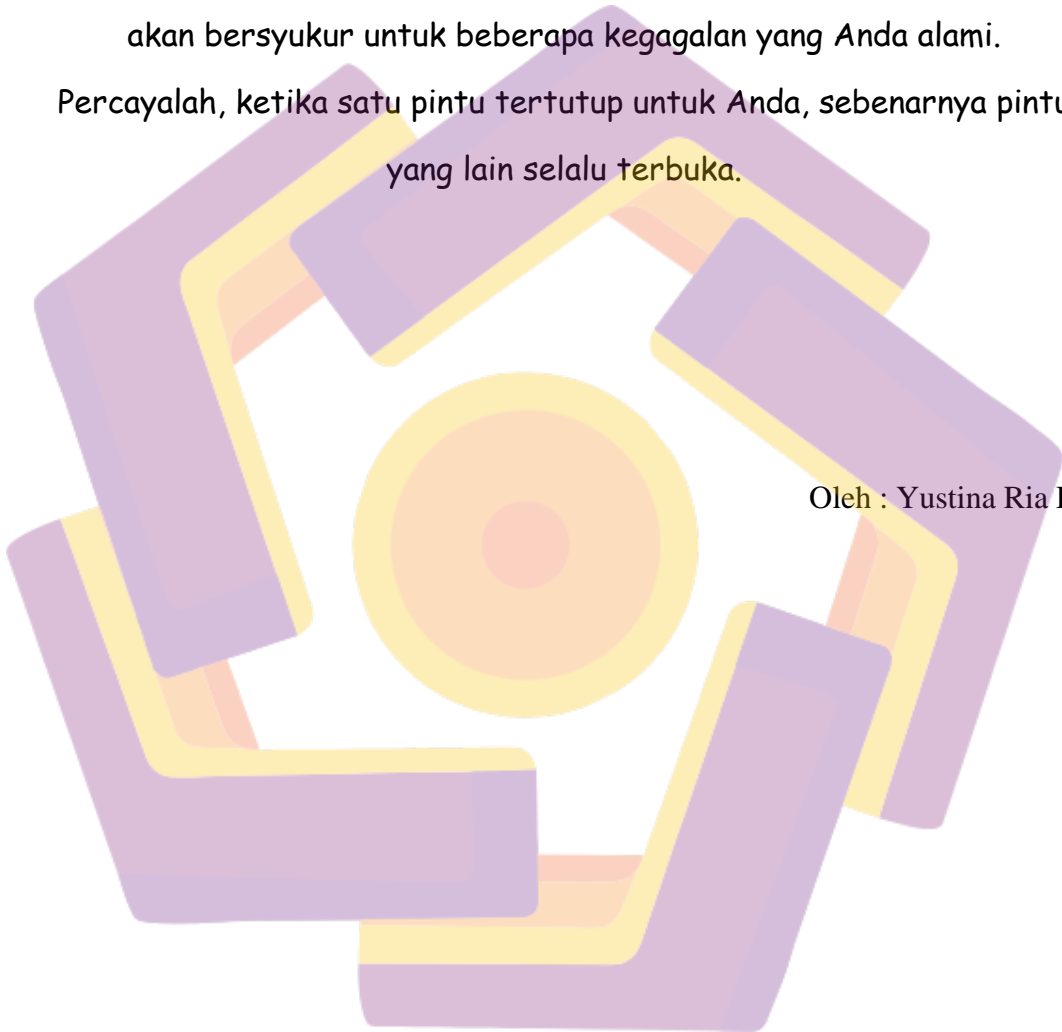 akan bersyukur untuk beberapa kegagalan yang Anda alami.
Percayalah, ketika satu pintu tertutup untuk Anda, sebenarnya pintu
yang lain selalu terbuka.
Oleh : Yustina Ria